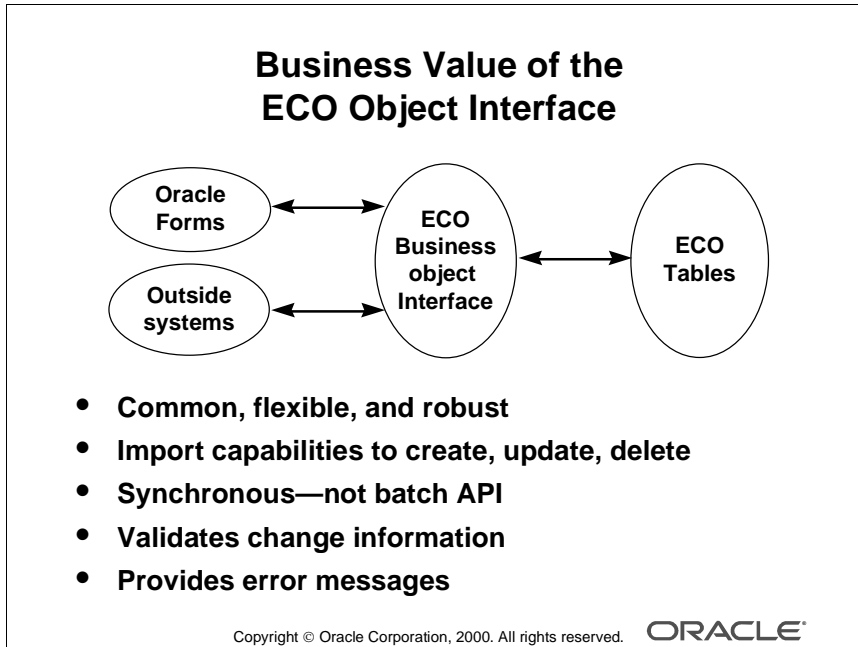 Business Value of the
ECO Object Interface
Oracle
Forms
Outside
systems
ECO
Business
object
Interface
ECO
Tables
• Common, flexible, and robust
• Import capabilities to create, update, delete
• Synchronous—not batch API
• Validates change information
• Provides error messages
Copyright © Oracle Corporation, 2000. All rights reserved.
ORACLE®